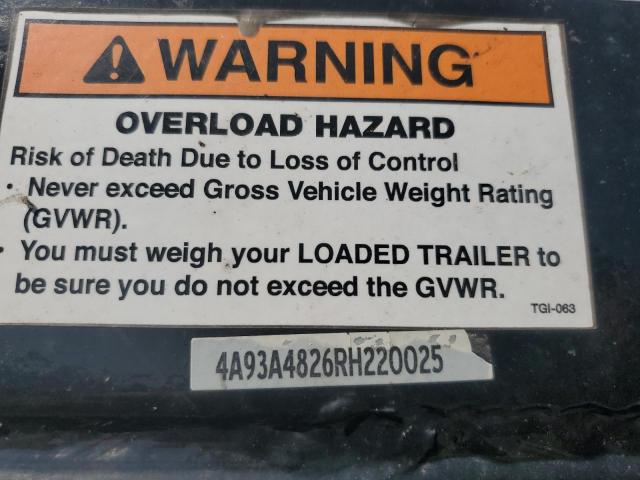 WARNING
OVERLOAD HAZARD
Risk of Death Due to Loss of Control
• Never exceed Gross Vehicle Weight Rating
(GVWR).
• You must weigh your LOADED TRAILER to
be sure you do not exceed the GVWR.
TGI-063
4A93A4826RH220025